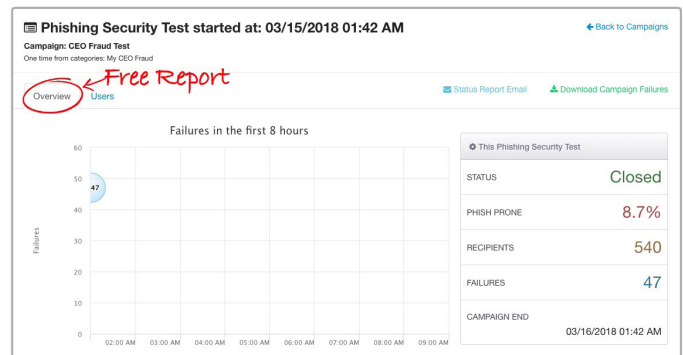 Phishing Security Test started at: 03/15/2018 01:42 AM
Back to Campaigns
Campaign: CEO Fraud Test
One time from categories: My CEO Fraud
Free Report
Overview
Users
Status Report Email
Download Campaign Failures
Failures in the first 8 hours
60
50
47
40
30
20
10
0
Failures
02:00 AM 03:00 AM 04:00 AM 05:00 AM 06:00 AM 07:00 AM 08:00 AM 09:00 AM
This Phishing Security Test
STATUS Closed
PHISH PRONE 8.7%
RECIPIENTS 540
FAILURES 47
CAMPAIGN END
03/16/2018 01:42 AM